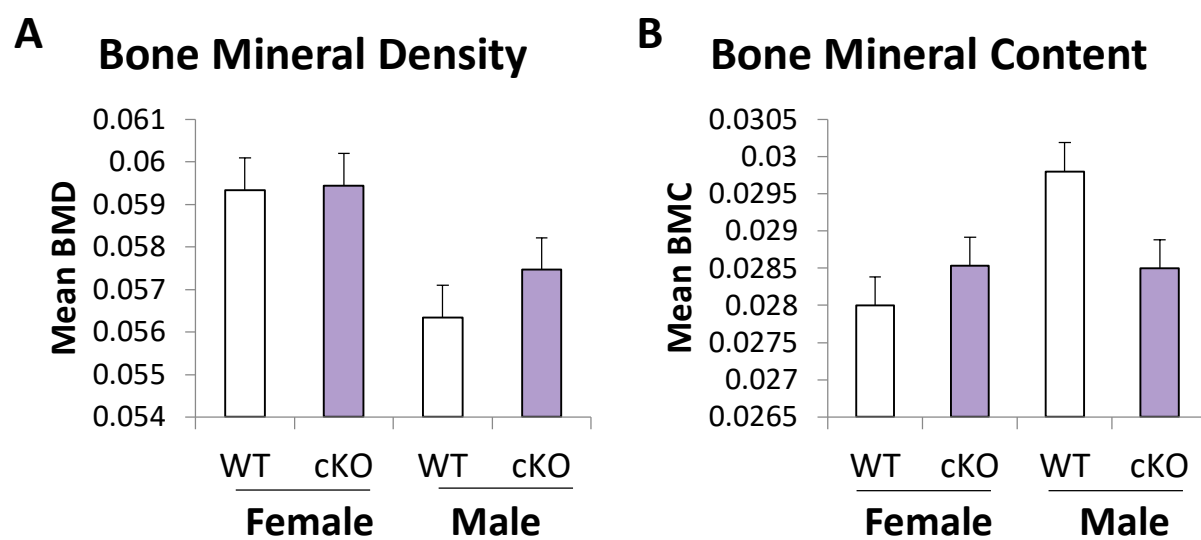 A
Bone Mineral Density
Mean BMD
0.061
0.06
0.059
0.058
0.057
0.056
0.055
0.054
WT cKO WT cKO
Female Male
B
Bone Mineral Content
Mean BMC
0.0305
0.03
0.0295
0.029
0.0285
0.028
0.0275
0.027
0.0265
WT cKO WT cKO
Female Male